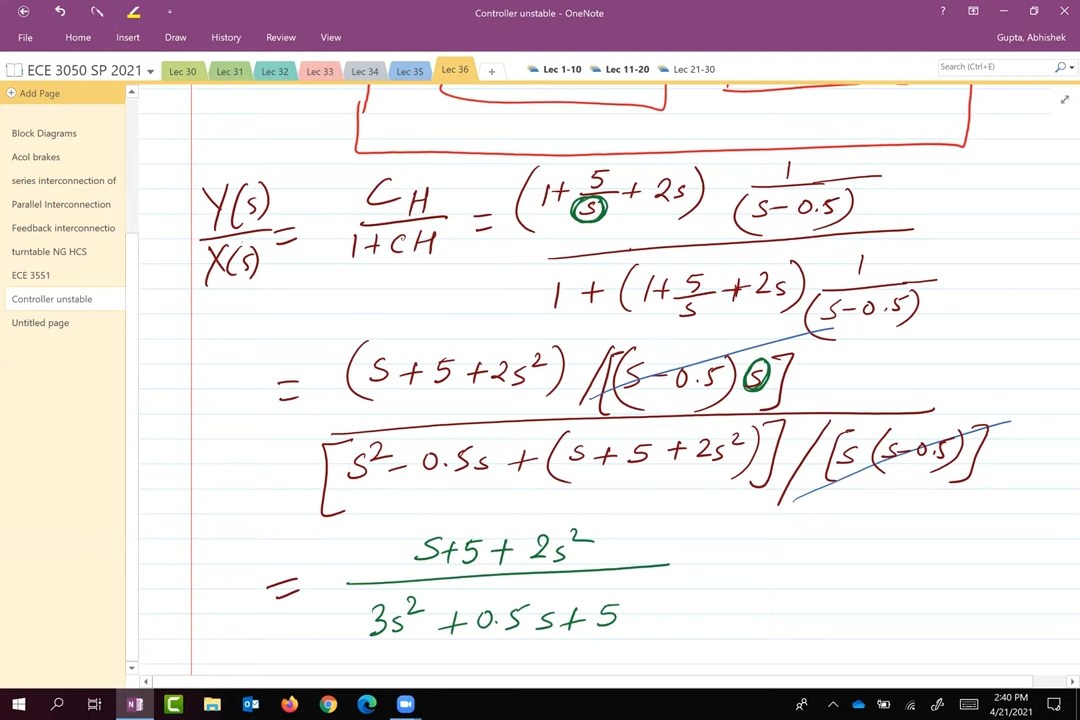 Controller unstable — OneNote
File Home Insert Draw History Review View Gupta, Abhishek
ECE 3050 SP 2021 Lec 30 Lec 31 Lec 32 Lec 33 Lec 34 Lec 35 Lec 36 Lec 1-10 Lec 11-20 Lec 21-30 Search (Ctrl+E)
Add Page
Block Diagrams
Acol brakes
series interconnection of
Parallel Interconnection
Feedback interconnectio
turntable NG HCS
ECE 3551
Controller unstable
Untitled page
Y(s)/X(s) = CH/(1+CH) = (1+5/s+2s) 1/(s-0.5)
1 + (1+5/s+2s) 1/(s-0.5)
= (s+5+2s²)/[(s-0.5)s]
[s²-0.5s+(s+5+2s²)]/[s(s-0.5)]
= s+5+2s²
3s²+0.5s+5
2:40 PM
4/21/2021